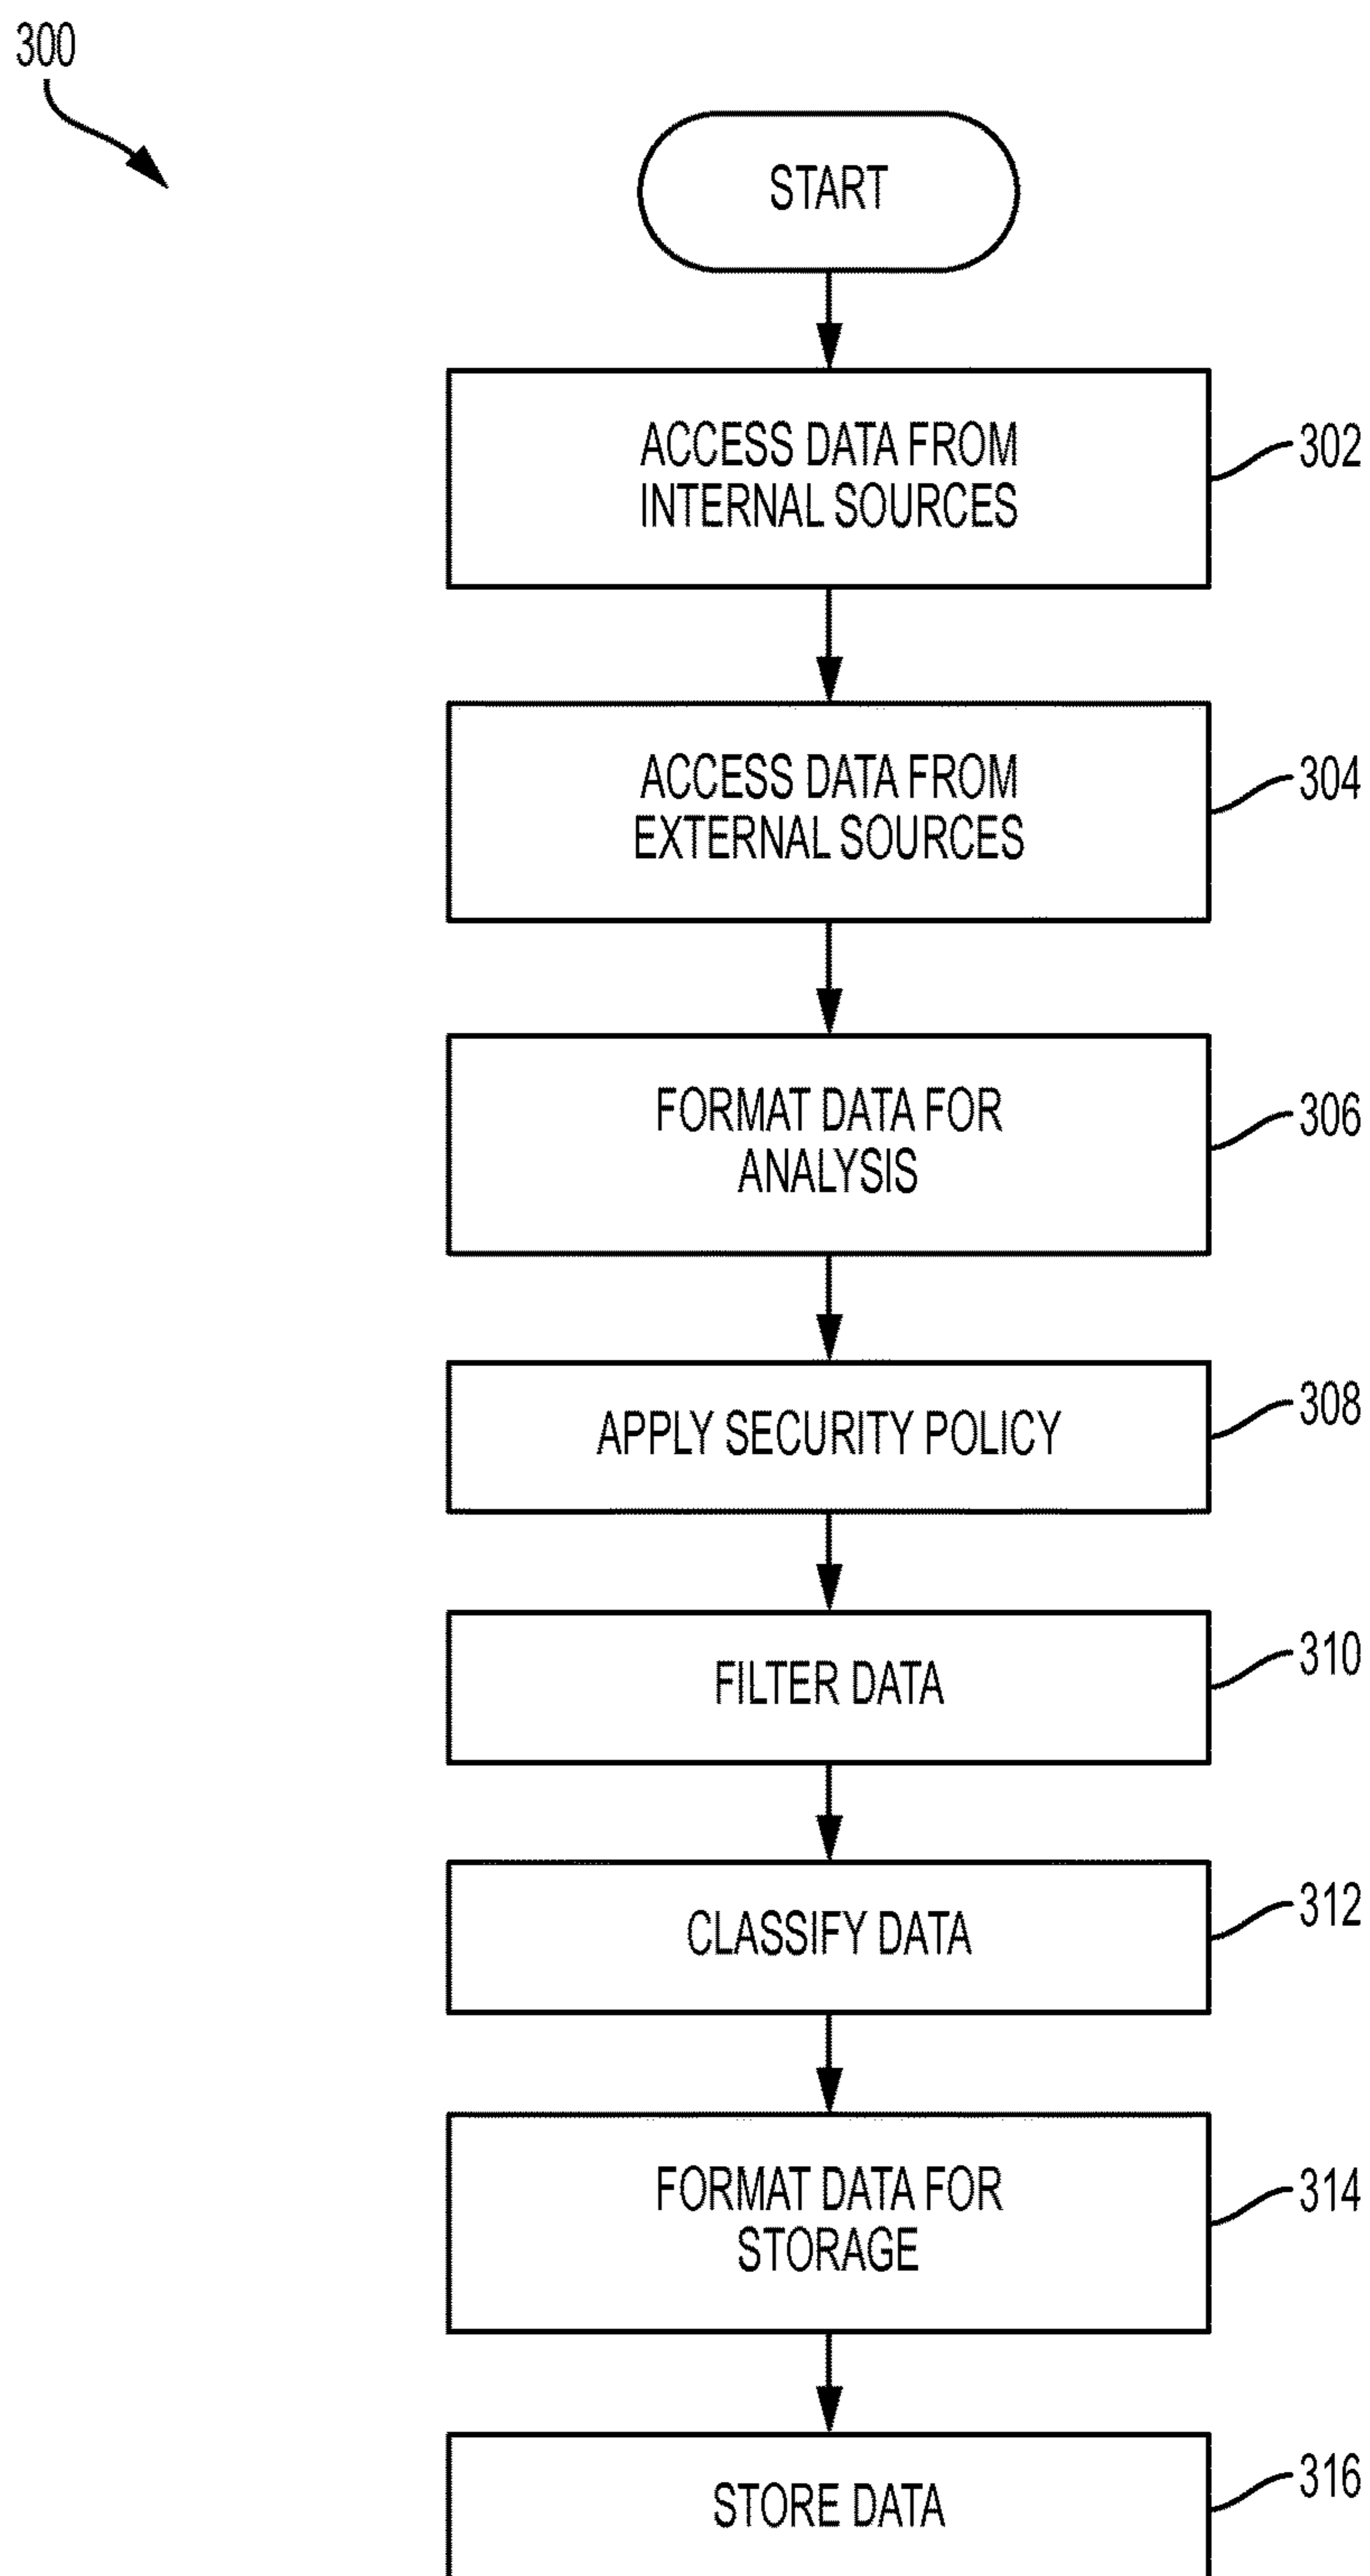 300
START
ACCESS DATA FROM
INTERNAL SOURCES
302
ACCESS DATA FROM
EXTERNAL SOURCES
304
FORMAT DATA FOR
ANALYSIS
306
APPLY SECURITY POLICY
308
FILTER DATA
310
CLASSIFY DATA
312
FORMAT DATA FOR
STORAGE
314
STORE DATA
316